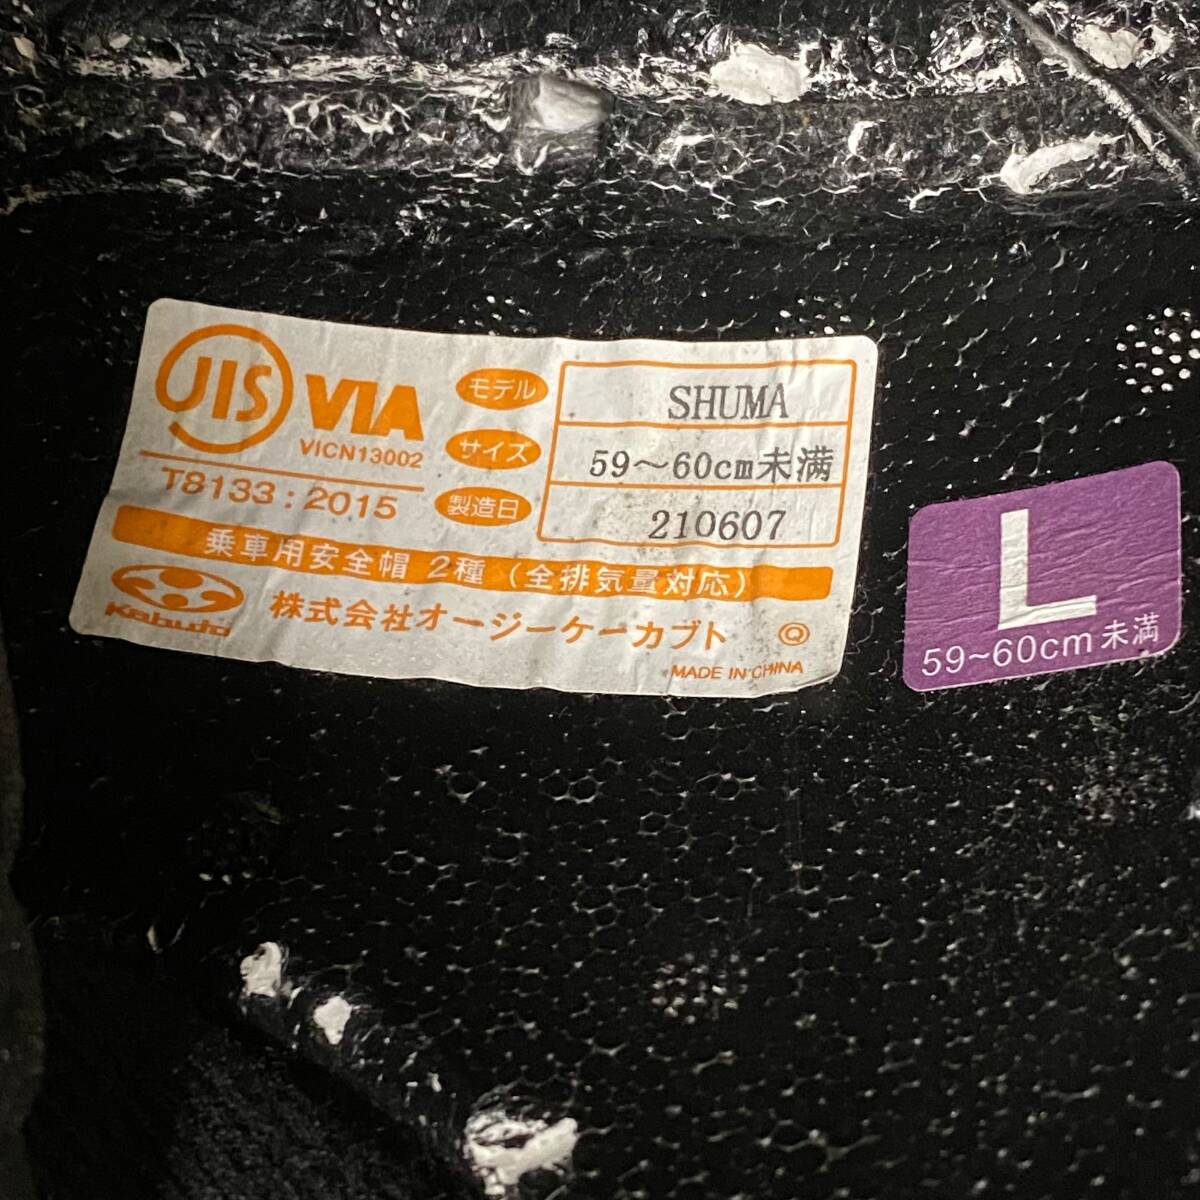 JIS VIA
VICN13002
T8133:2015
モデル SHUMA
サイズ 59～60cm未満
製造日 210607
乗車用安全帽 2種 (全排気量対応)
Kabuto 株式会社オージーケーカブト Q
MADE IN CHINA
L
59~60cm未満